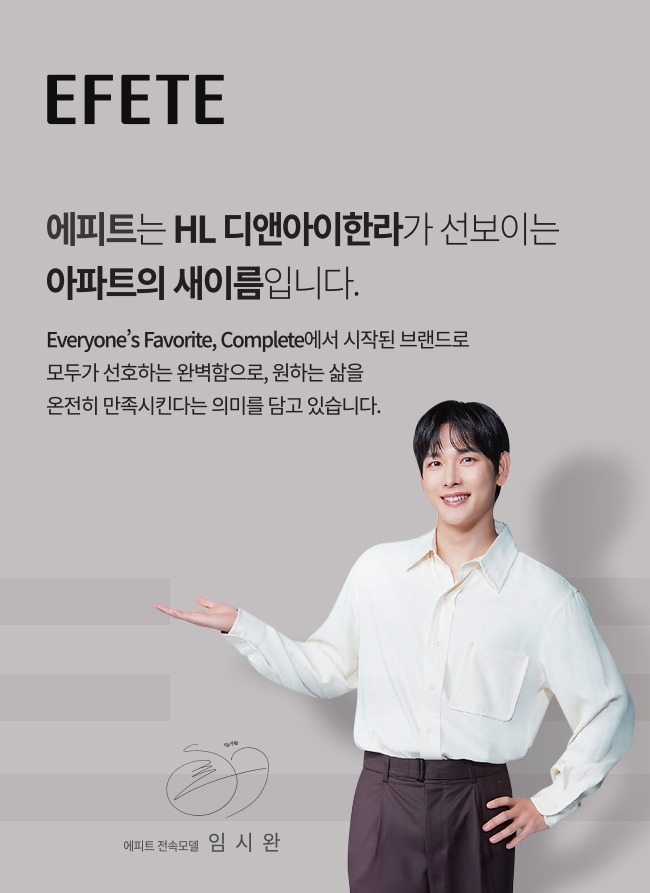 EFETE
에피트는 HL 디앤아이한라가 선보이는
아파트의 새이름입니다.
Everyone’s Favorite, Complete에서 시작된 브랜드로
모두가 선호하는 완벽함으로, 원하는 삶을
온전히 만족시킨다는 의미를 담고 있습니다.
에피트 전속모델 임시완